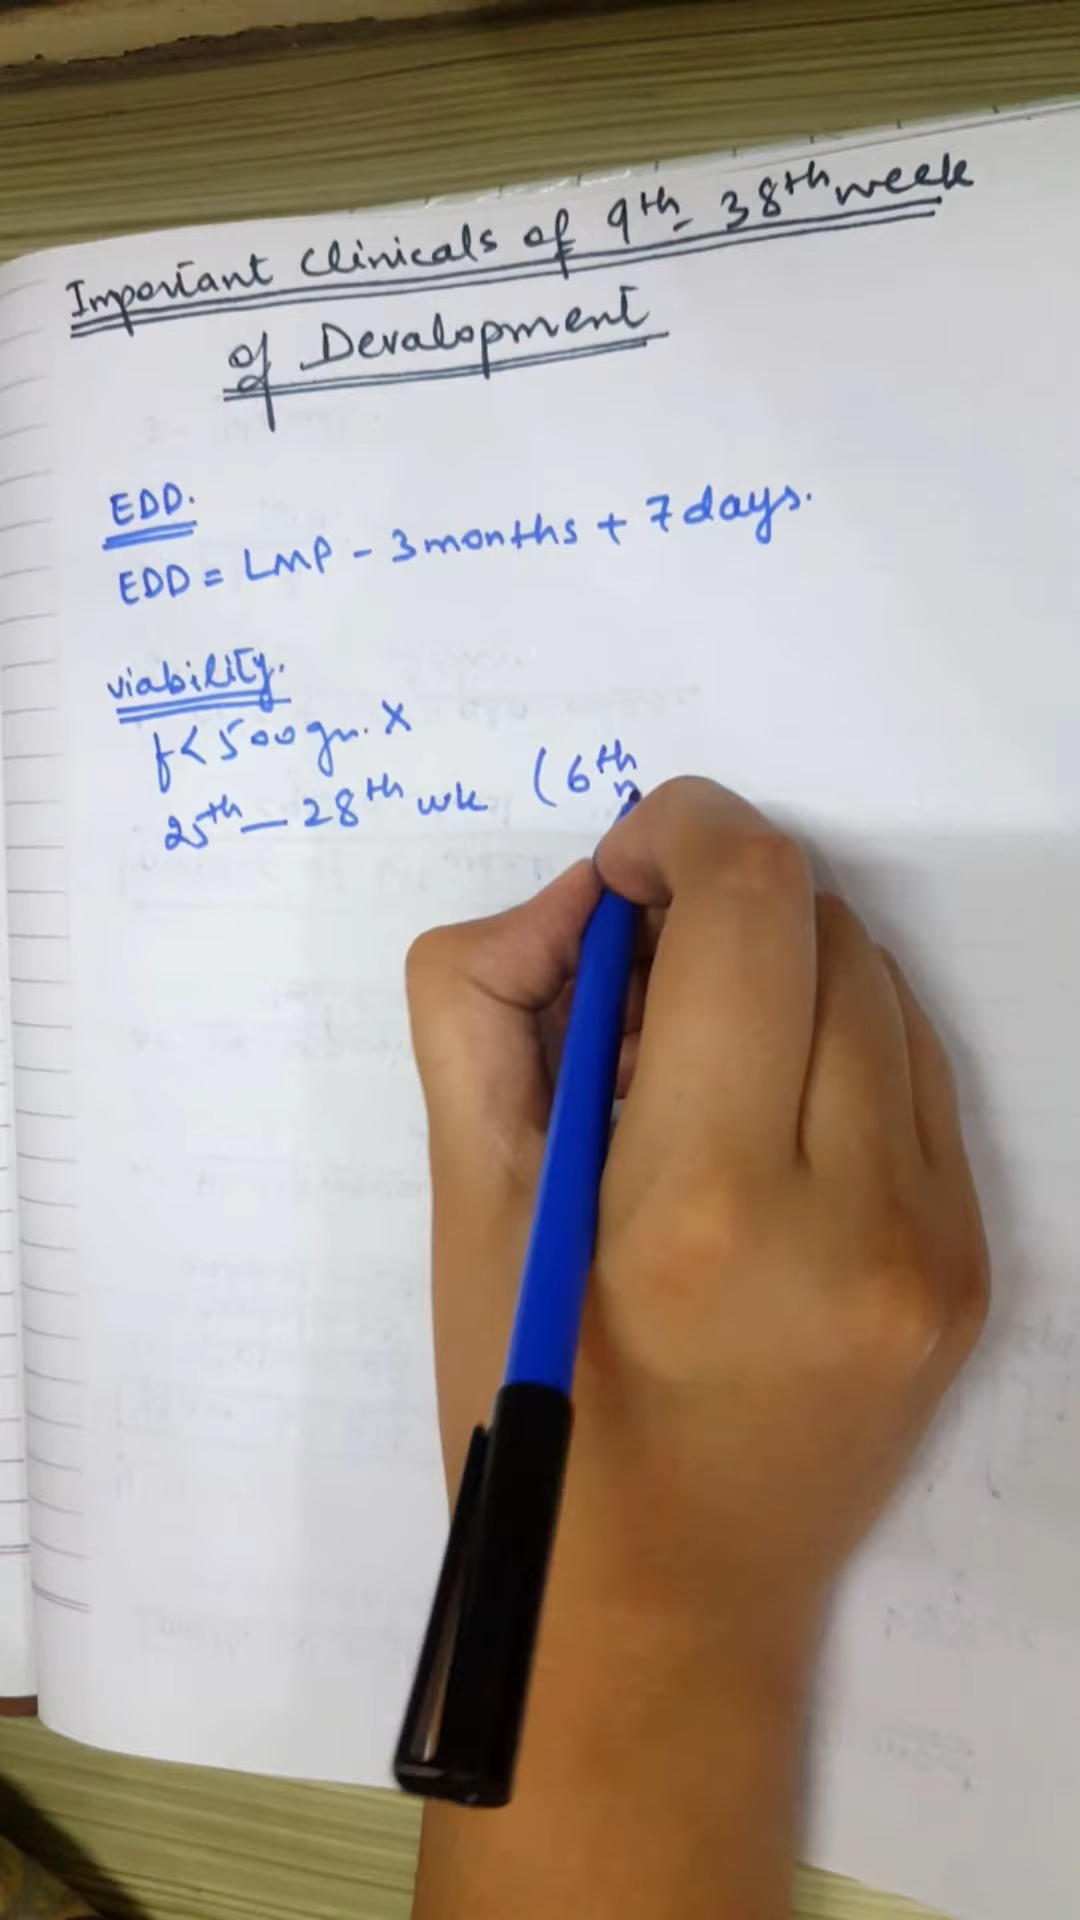 Important Clinicals of 9th- 38th week
of Devalopment
EDD.
EDD = LMP - 3 months + 7 days.
viability.
f < 500 gm. X
25th - 28th wk (6th